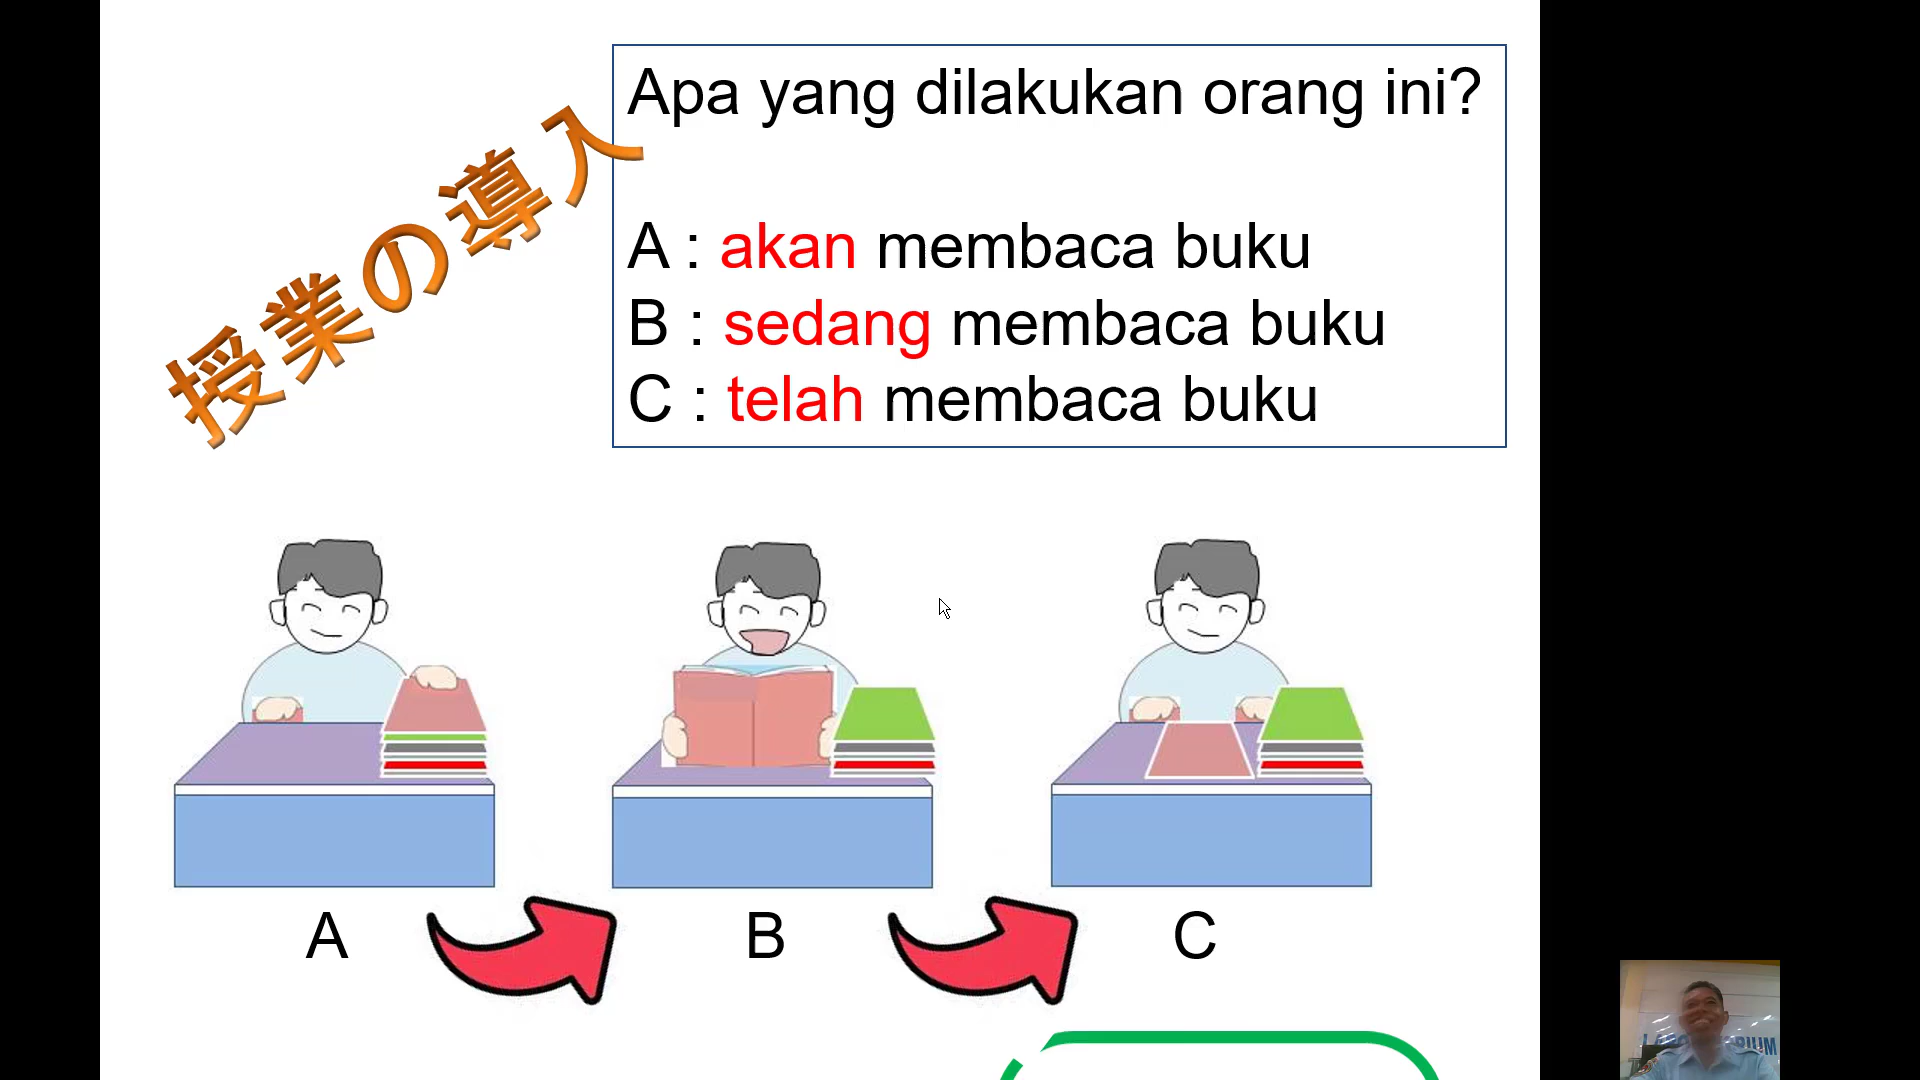 授業の導入
Apa yang dilakukan orang ini?
A : akan membaca buku
B : sedang membaca buku
C : telah membaca buku
A
B
C